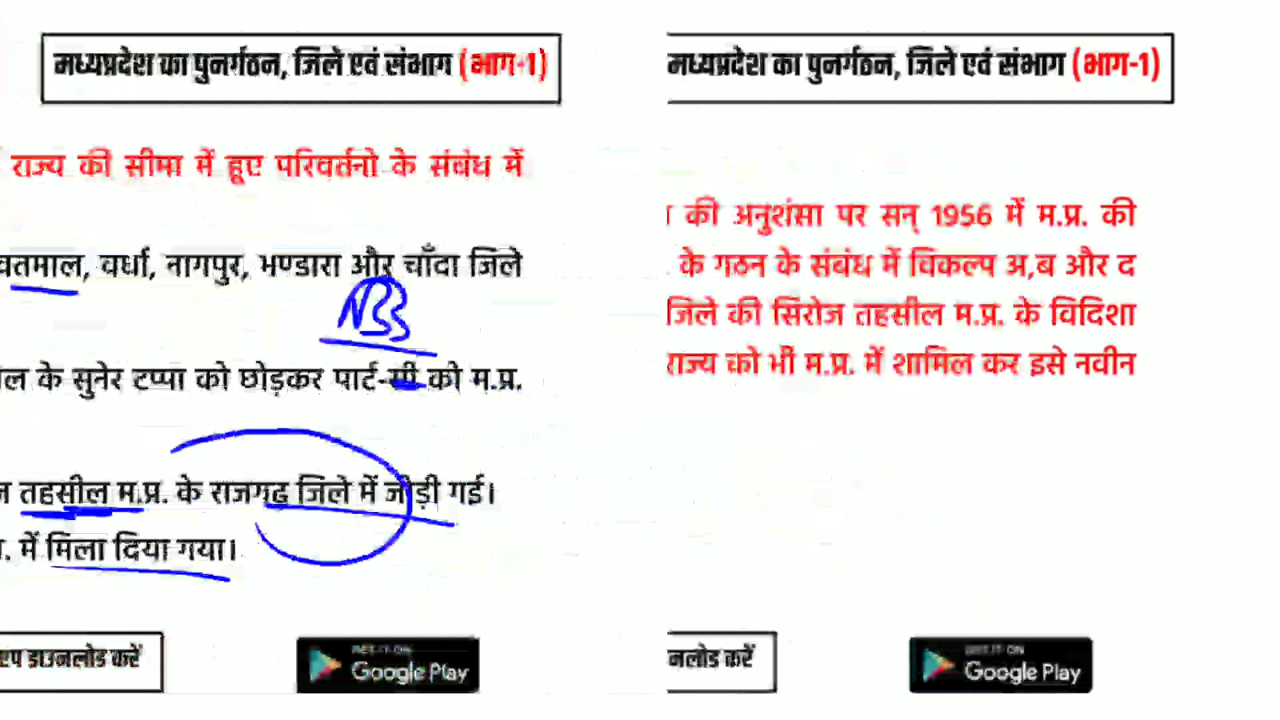 मध्यप्रदेश का पुनर्गठन, जिले एवं संभाग (भाग-1)
राज्य की सीमा में हुए परिवर्तनो के संबंध में
वतमाल, वर्धा, नागपुर, भण्डारा और चाँदा जिले
ल के सुनेर टप्पा को छोड़कर पार्ट-सी को म.प्र.
तहसील म.प्र. के राजगढ़ जिले में जोड़ी गई।
. में मिला दिया गया।
एप डाउनलोड करें
GET IT ON
Google Play
मध्यप्रदेश का पुनर्गठन, जिले एवं संभाग (भाग-1)
की अनुशंसा पर सन् 1956 में म.प्र. की
के गठन के संबंध में विकल्प अ,ब और द
जिले की सिरोज तहसील म.प्र. के विदिशा
राज्य को भी म.प्र. में शामिल कर इसे नवीन
नलोड करें
GET IT ON
Google Play